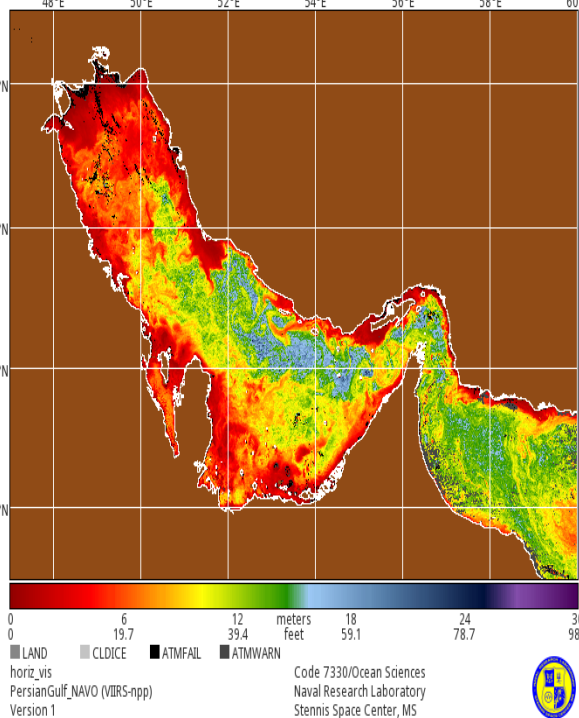 48°E 50°E 52°E 54°E 56°E 58°E 60
°N
°N
°N
°N
0 6 12 meters 18 24 3
0 19.7 39.4 feet 59.1 78.7 98
LAND CLDICE ATMFAIL ATMWARN
horiz_vis
PersianGulf_NAVO (VIIRS-npp)
Version 1
Code 7330/Ocean Sciences
Naval Research Laboratory
Stennis Space Center, MS